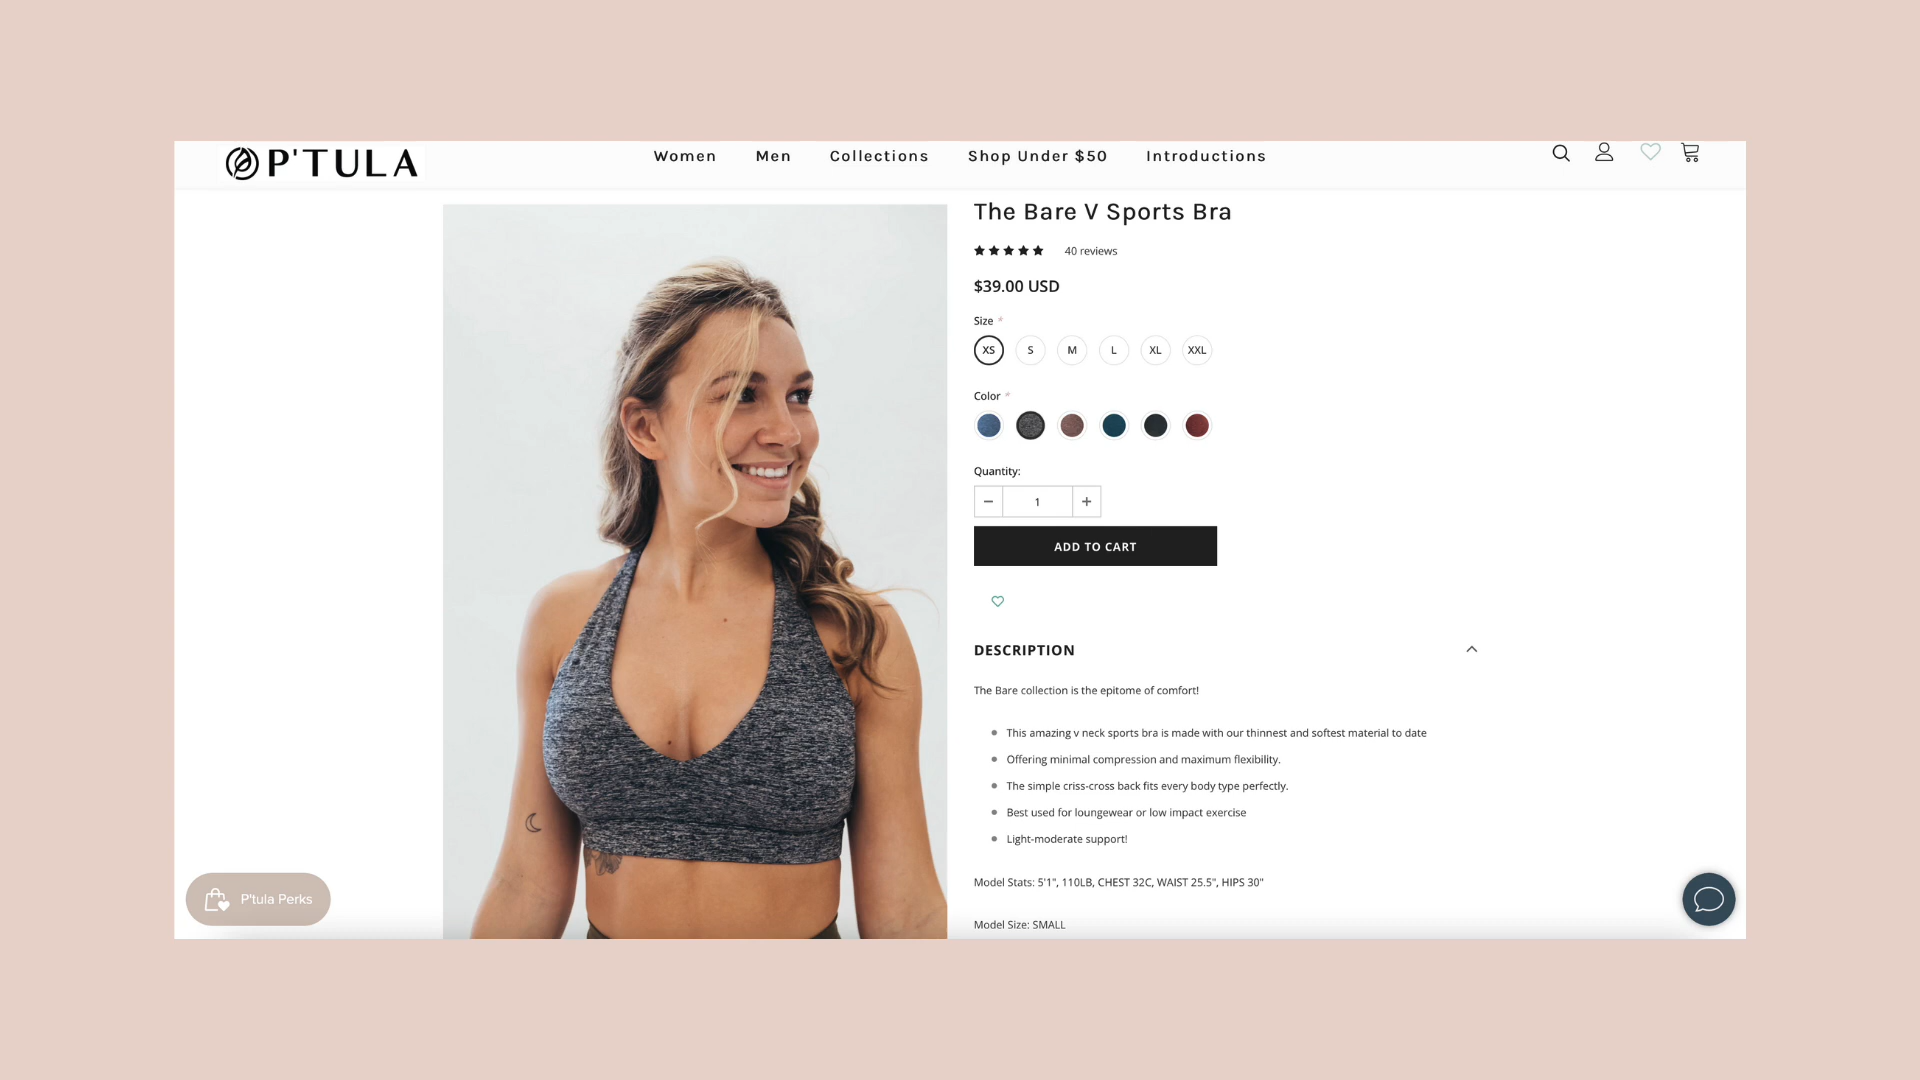 P'TULA
Women Men Collections Shop Under $50 Introductions
The Bare V Sports Bra
40 reviews
$39.00 USD
Size *
XS S M L XL XXL
Color *
Quantity:
− 1 +
ADD TO CART
DESCRIPTION
The Bare collection is the epitome of comfort!
This amazing v neck sports bra is made with our thinnest and softest material to date
Offering minimal compression and maximum flexibility.
The simple criss-cross back fits every body type perfectly.
Best used for loungewear or low impact exercise
Light-moderate support!
Model Stats: 5'1", 110LB, CHEST 32C, WAIST 25.5", HIPS 30"
Model Size: SMALL
P'tula Perks